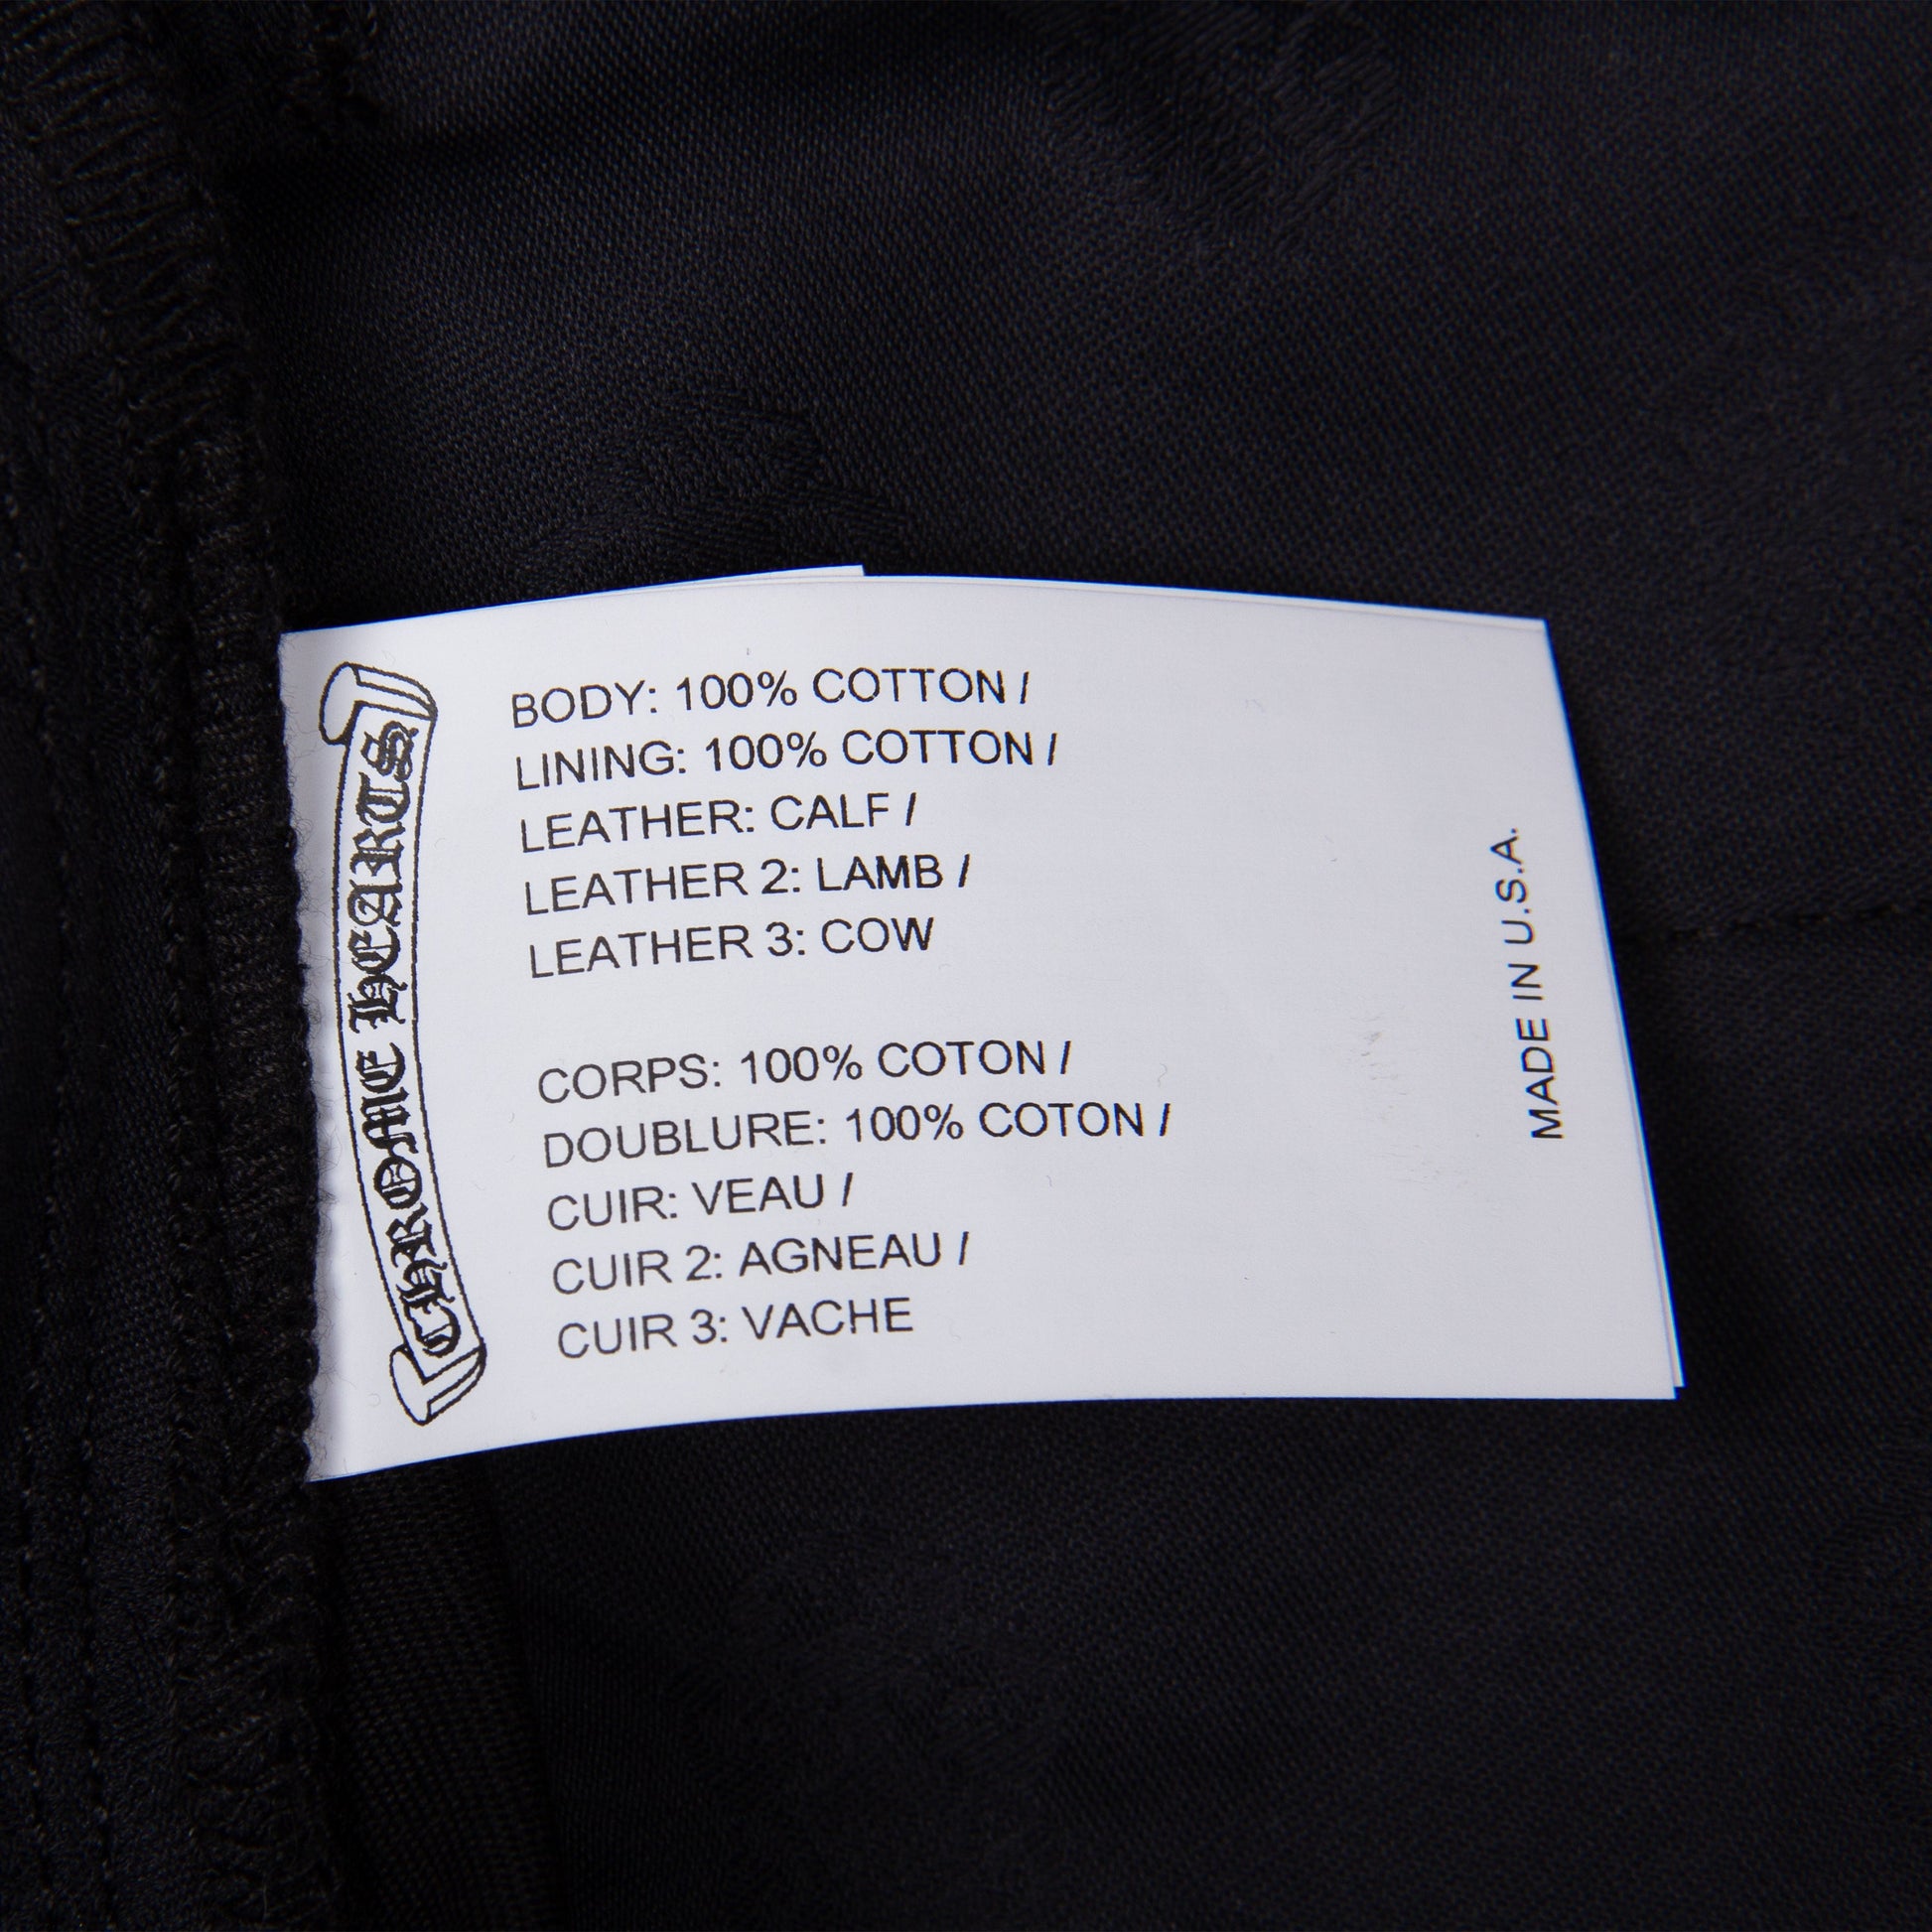 CHROME HEARTS
BODY: 100% COTTON /
LINING: 100% COTTON /
LEATHER: CALF /
LEATHER 2: LAMB /
LEATHER 3: COW
CORPS: 100% COTON /
DOUBLURE: 100% COTON /
CUIR: VEAU /
CUIR 2: AGNEAU /
CUIR 3: VACHE
MADE IN U.S.A.